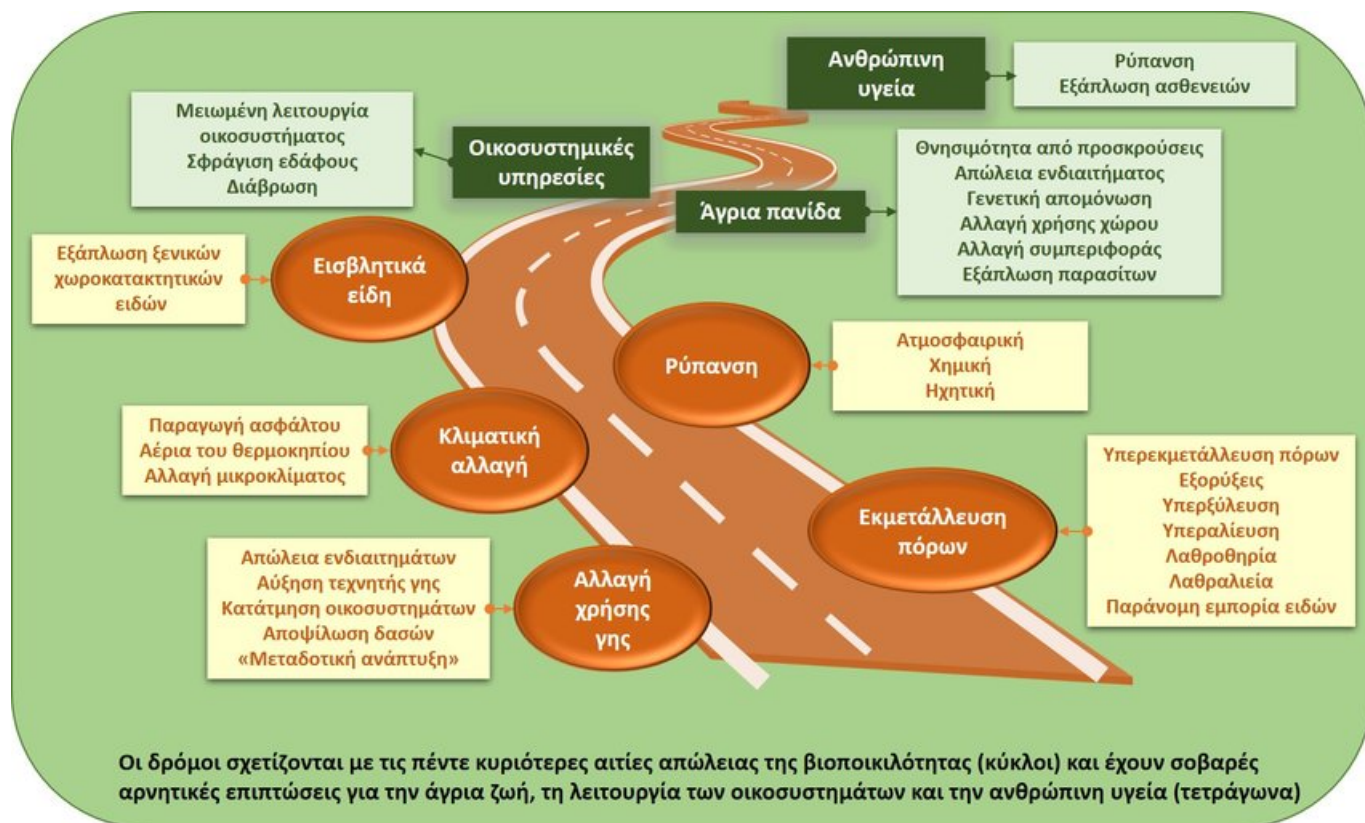 Ανθρώπινη
υγεία
Ρύπανση
Εξάπλωση ασθενειών
Μειωμένη λειτουργία
οικοσυστήματος
Σφράγιση εδάφους
Διάβρωση
Οικοσυστημικές
υπηρεσίες
Άγρια πανίδα
Θνησιμότητα από προσκρούσεις
Απώλεια ενδιαιτήματος
Γενετική απομόνωση
Αλλαγή χρήσης χώρου
Αλλαγή συμπεριφοράς
Εξάπλωση παρασίτων
Εξάπλωση ξενικών
χωροκατακτητικών
ειδών
Εισβλητικά
είδη
Ρύπανση
Ατμοσφαιρική
Χημική
Ηχητική
Παραγωγή ασφάλτου
Αέρια του θερμοκηπίου
Αλλαγή μικροκλίματος
Κλιματική
αλλαγή
Εκμετάλλευση
πόρων
Υπερεκμετάλλευση πόρων
Εξορύξεις
Υπερξύλευση
Υπεραλίευση
Λαθροθηρία
Λαθραλιεία
Παράνομη εμπορία ειδών
Απώλεια ενδιαιτημάτων
Αύξηση τεχνητής γης
Κατάτμηση οικοσυστημάτων
Αποψίλωση δασών
«Μεταδοτική ανάπτυξη»
Αλλαγή
χρήσης
γης
Οι δρόμοι σχετίζονται με τις πέντε κυριότερες αιτίες απώλειας της βιοποικιλότητας (κύκλοι) και έχουν σοβαρές
αρνητικές επιπτώσεις για την άγρια ζωή, τη λειτουργία των οικοσυστημάτων και την ανθρώπινη υγεία (τετράγωνα)